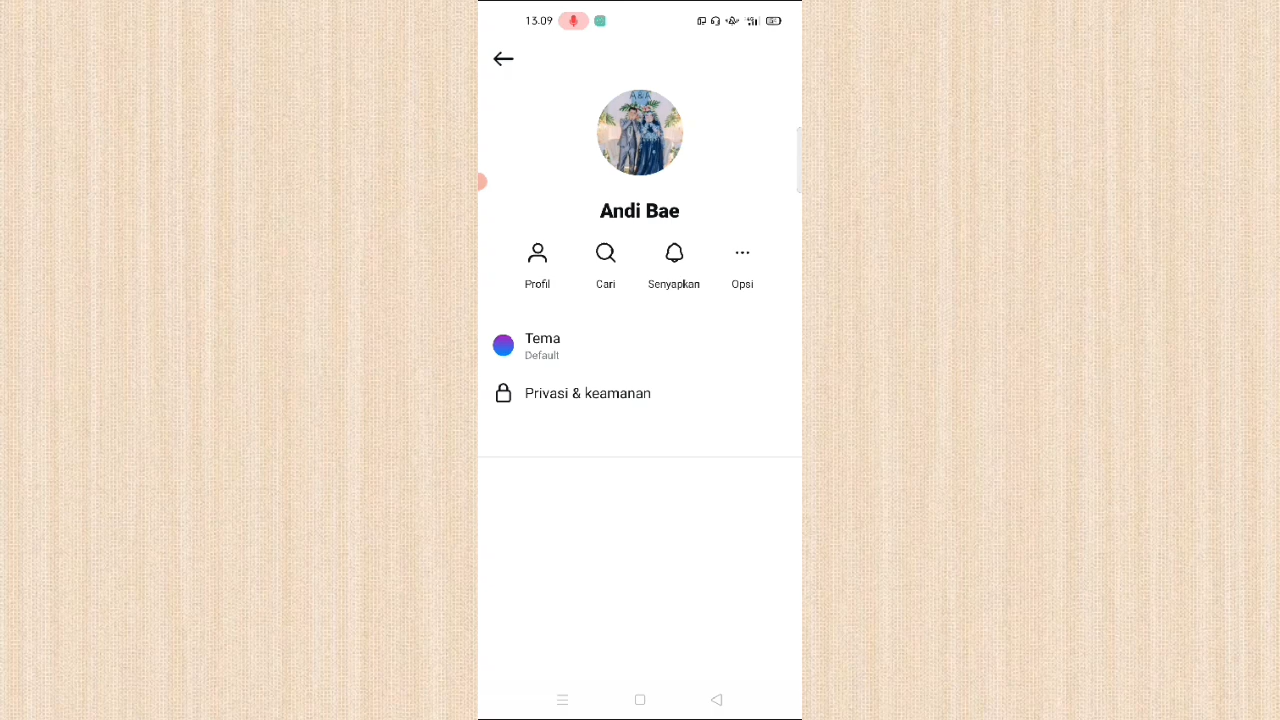 13.09
A&A
Andi Bae
Profil
Cari
Senyapkan
Opsi
Tema
Default
Privasi & keamanan